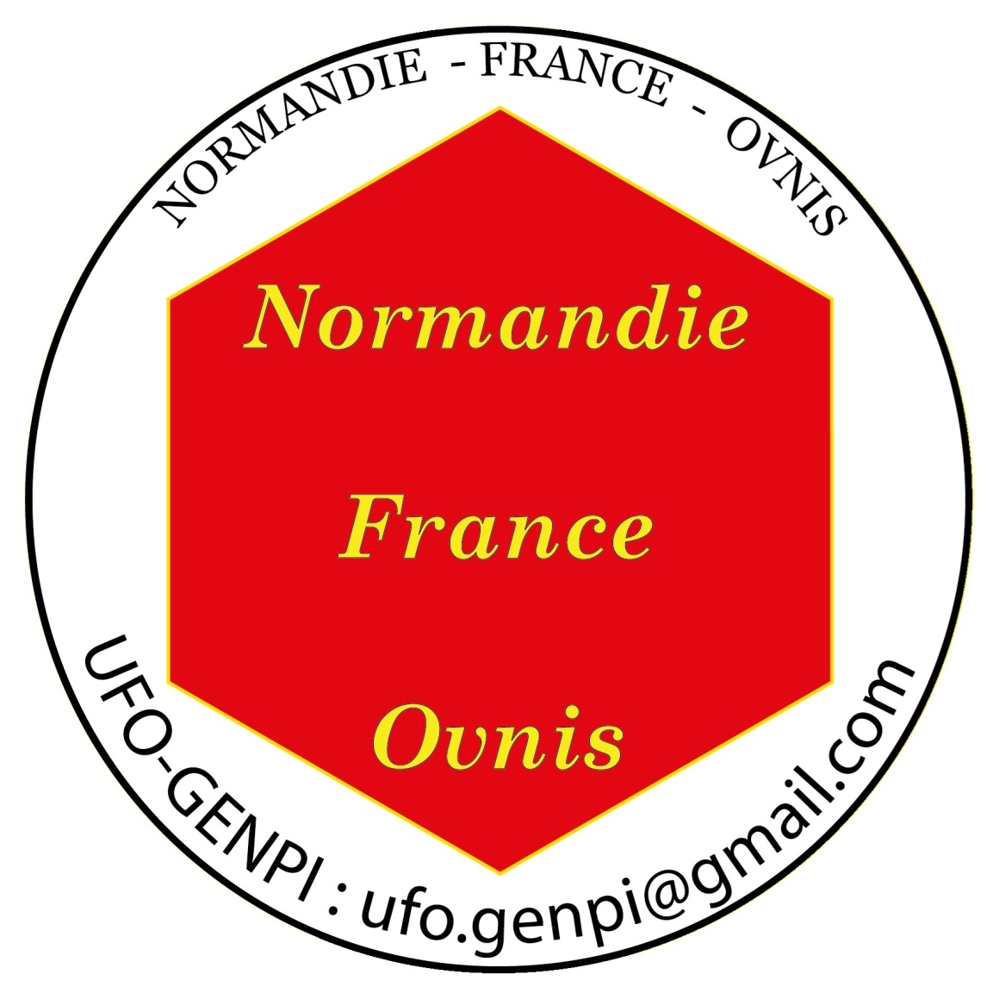 NORMANDIE - FRANCE - OVNIS
Normandie
France
Ovnis
UFO-GENPI : ufo.genpi@gmail.com